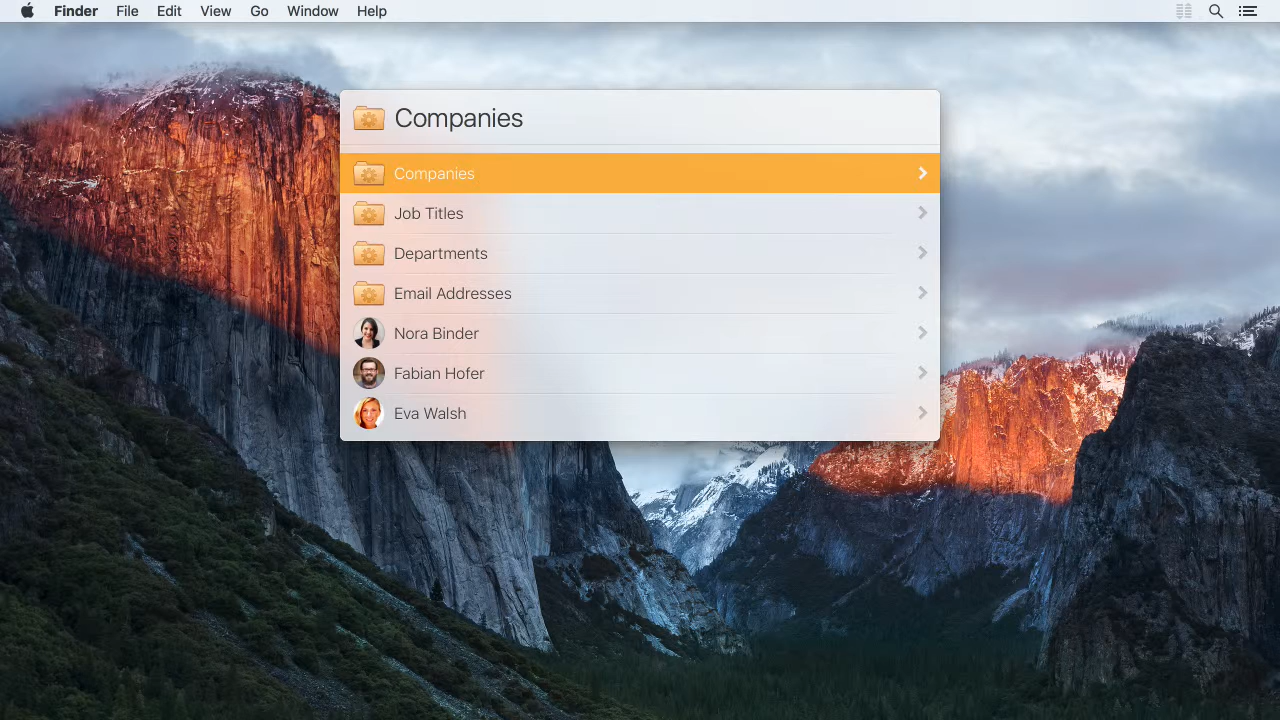 Finder File Edit View Go Window Help
Companies
Companies
Job Titles
Departments
Email Addresses
Nora Binder
Fabian Hofer
Eva Walsh